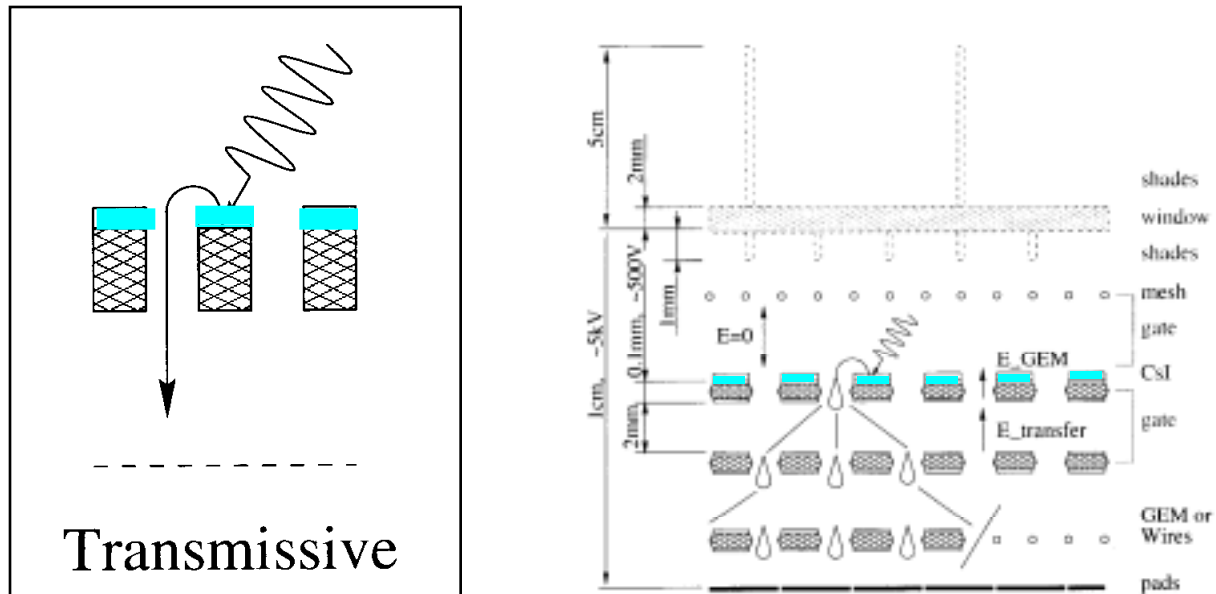 Transmissive
5cm
2mm
shades
window
shades
1mm
0.1mm, ~500V
1cm, ~5kV
mesh
E=0
gate
E_GEM
CsI
gate
E_transfer
2mm
GEM or
Wires
pads